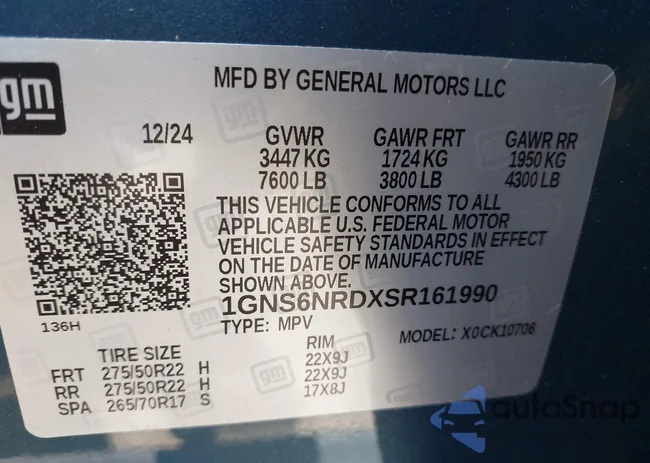 gm
MFD BY GENERAL MOTORS LLC
12/24 GVWR GAWR FRT GAWR RR
3447 KG 1724 KG 1950 KG
7600 LB 3800 LB 4300 LB
THIS VEHICLE CONFORMS TO ALL
APPLICABLE U.S. FEDERAL MOTOR
VEHICLE SAFETY STANDARDS IN EFFECT
ON THE DATE OF MANUFACTURE
SHOWN ABOVE.
1GNS6NRDXSR161990
136H
TYPE: MPV MODEL: X0CK10706
TIRE SIZE RIM
FRT 275/50R22 H 22X9J
RR 275/50R22 H 22X9J
SPA 265/70R17 S 17X8J
autoSnap